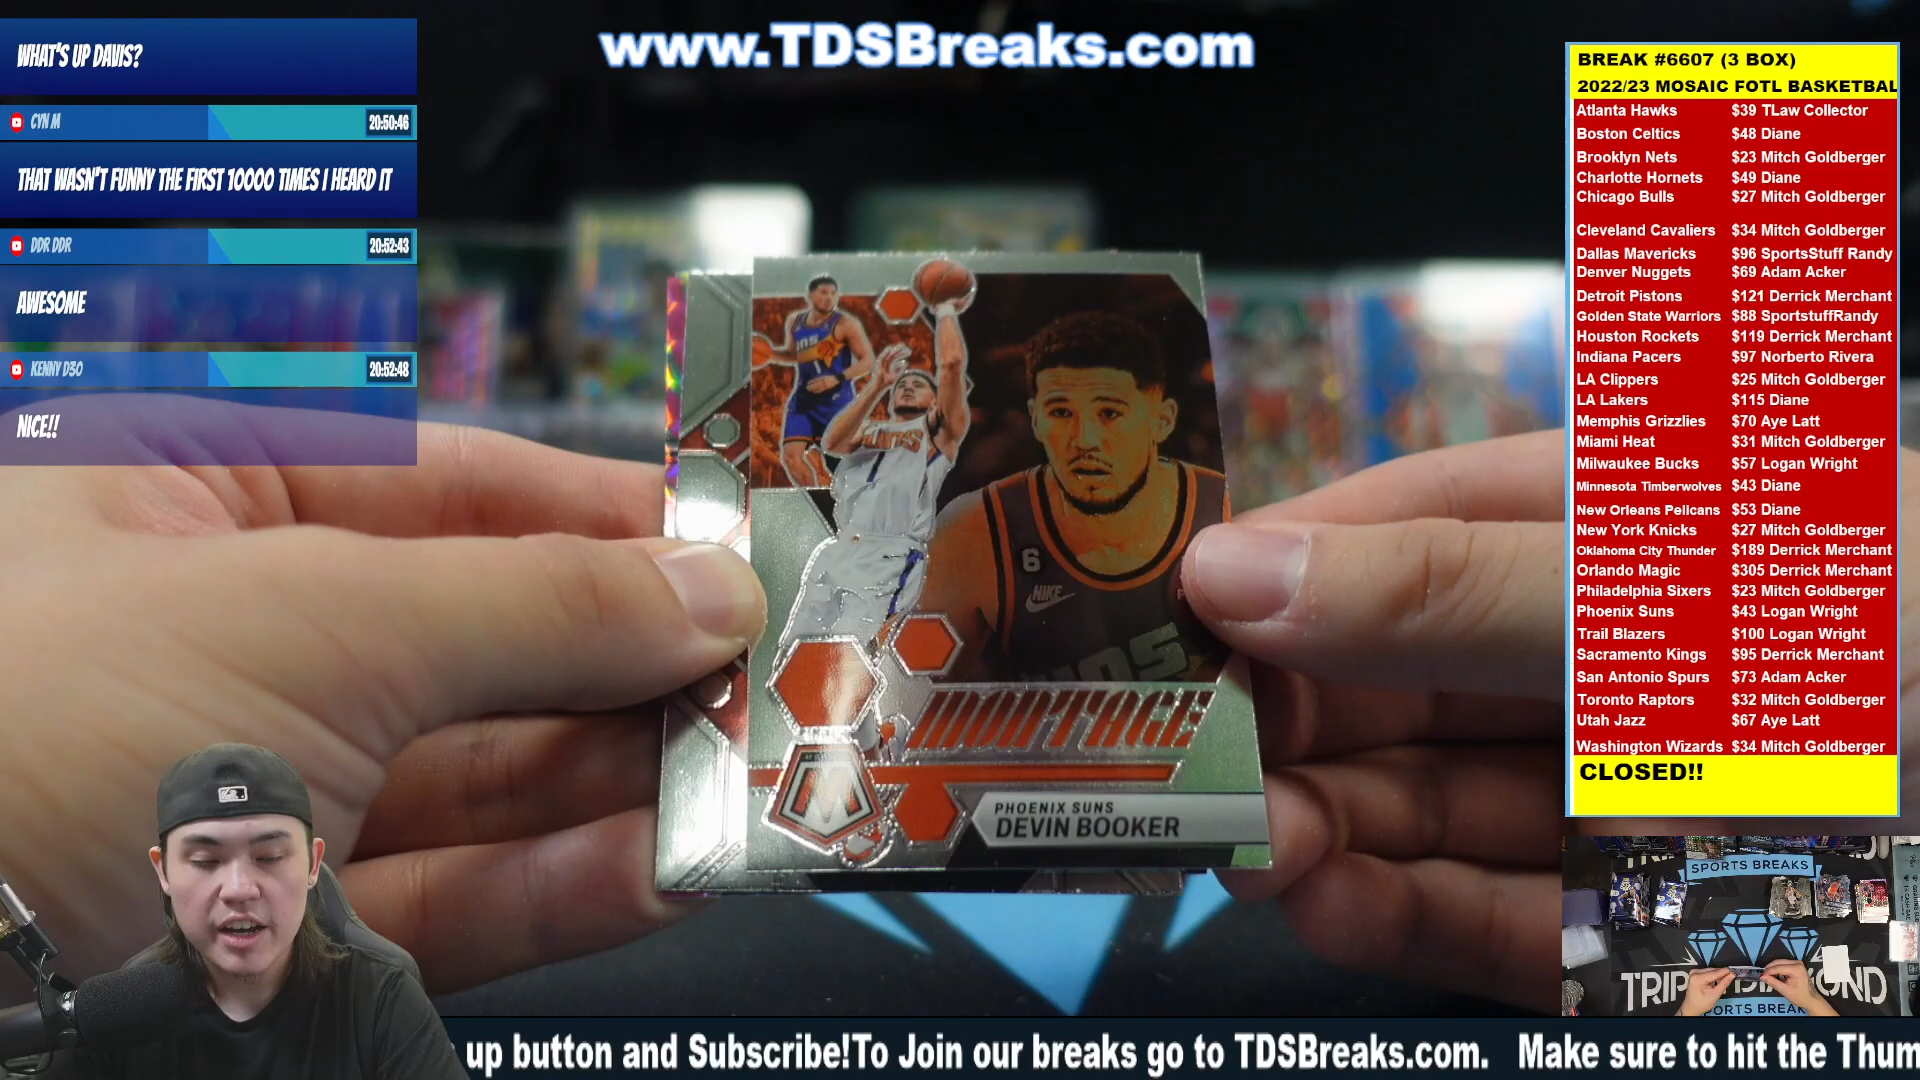 www.TDSBreaks.com
WHAT'S UP DAVIS?
CYN M 20:50:46
THAT WASN'T FUNNY THE FIRST 10000 TIMES I HEARD IT
DDR DDR 20:52:43
AWESOME
KENNY D30 20:52:48
NICE!!
BREAK #6607 (3 BOX)
2022/23 MOSAIC FOTL BASKETBAL
Atlanta Hawks $39 TLaw Collector
Boston Celtics $48 Diane
Brooklyn Nets $23 Mitch Goldberger
Charlotte Hornets $49 Diane
Chicago Bulls $27 Mitch Goldberger
Cleveland Cavaliers $34 Mitch Goldberger
Dallas Mavericks $96 SportsStuff Randy
Denver Nuggets $69 Adam Acker
Detroit Pistons $121 Derrick Merchant
Golden State Warriors $88 SportstuffRandy
Houston Rockets $119 Derrick Merchant
Indiana Pacers $97 Norberto Rivera
LA Clippers $25 Mitch Goldberger
LA Lakers $115 Diane
Memphis Grizzlies $70 Aye Latt
Miami Heat $31 Mitch Goldberger
Milwaukee Bucks $57 Logan Wright
Minnesota Timberwolves $43 Diane
New Orleans Pelicans $53 Diane
New York Knicks $27 Mitch Goldberger
Oklahoma City Thunder $189 Derrick Merchant
Orlando Magic $305 Derrick Merchant
Philadelphia Sixers $23 Mitch Goldberger
Phoenix Suns $43 Logan Wright
Trail Blazers $100 Logan Wright
Sacramento Kings $95 Derrick Merchant
San Antonio Spurs $73 Adam Acker
Toronto Raptors $32 Mitch Goldberger
Utah Jazz $67 Aye Latt
Washington Wizards $34 Mitch Goldberger
CLOSED!!
6
NIKE
MONTAGE
M
PHOENIX SUNS
DEVIN BOOKER
SPORTS BREAKS
up button and Subscribe!To Join our breaks go to TDSBreaks.com. Make sure to hit the Thum